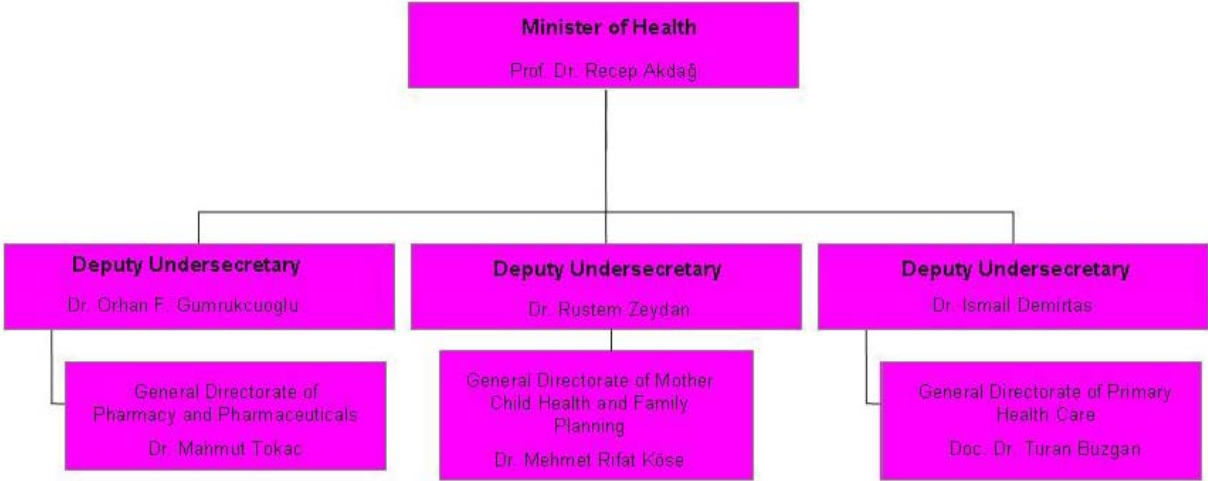 Minister of Health
Prof. Dr. Recep Akdağ
Deputy Undersecretary
Dr. Orhan F. Gumrukcuoglu
Deputy Undersecretary
Dr. Rustem Zeydan
Deputy Undersecretary
Dr. Ismail Demirtas
General Directorate of
Pharmacy and Pharmaceuticals
Dr. Mahmut Tokac
General Directorate of Mother
Child Health and Family
Planning
Dr. Mehmet Rıfat Köse
General Directorate of Primary
Health Care
Doc. Dr. Turan Buzgan